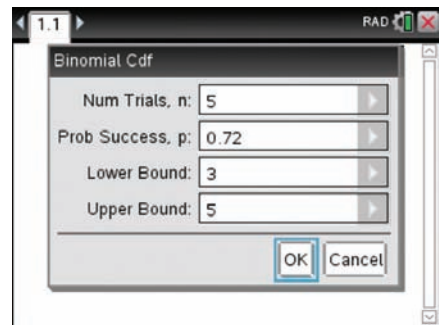 1.1 RAD
Binomial Cdf
Num Trials, n: 5
Prob Success, p: 0.72
Lower Bound: 3
Upper Bound: 5
OK Cancel